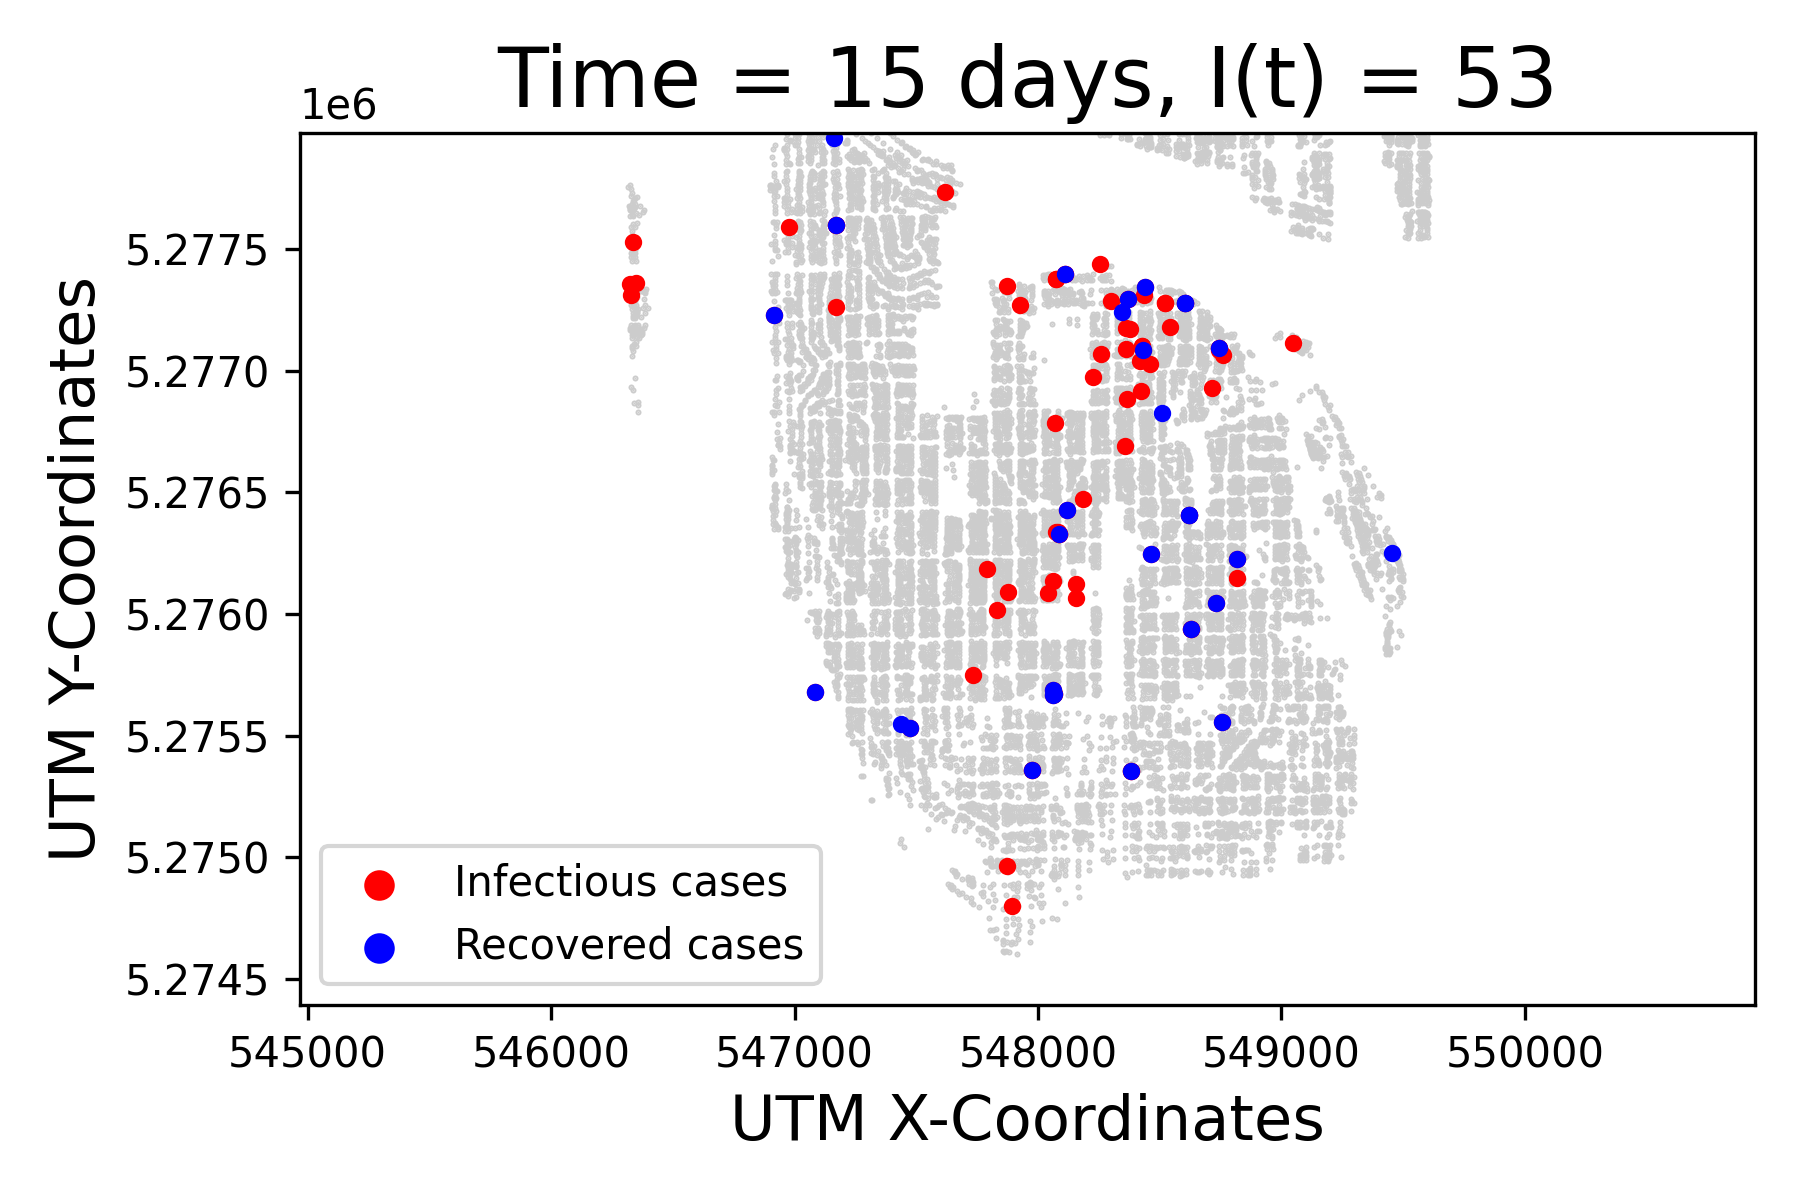 Time = 15 days, I(t) = 53
1e6
5.2775
5.2770
5.2765
5.2760
5.2755
5.2750
5.2745
UTM Y-Coordinates
Infectious cases
Recovered cases
545000 546000 547000 548000 549000 550000
UTM X-Coordinates